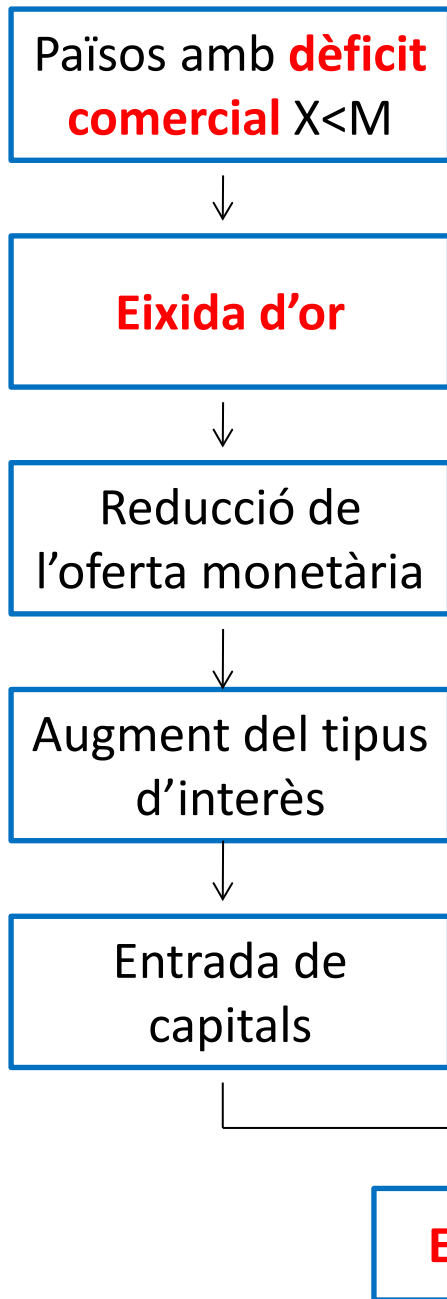 Països amb dèficit
comercial X<M
Eixida d’or
Reducció de
l’oferta monetària
Augment del tipus
d’interès
Entrada de
capitals